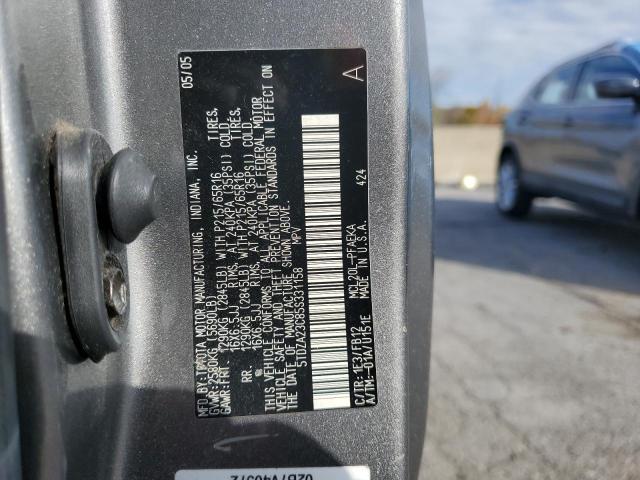 MFD.BY:TOYOTA MOTOR MANUFACTURING, INDIANA, INC. 05/05
GVWR:2580KG (5690LB)
GAWR:FRT. 1290KG (2845LB) WITH P215/65R16 TIRES,
16X6.5JJ RIMS, AT 240KPA (35PSI) COLD
RR. 1290KG (2845LB) WITH P215/65R16 TIRES,
16X6.5JJ RIMS, AT 240KPA (35PSI) COLD
THIS VEHICLE CONFORMS TO ALL APPLICABLE FEDERAL MOTOR
VEHICLE SAFETY AND THEFT PREVENTION STANDARDS IN EFFECT ON
THE DATE OF MANUFACTURE SHOWN ABOVE.
5TDZA23C85S331158 MPV
A
C/TR:1E3/FB12 MCL20L-PFAEKA
A/TM:-01A/U151E MADE IN U.S.A. 424